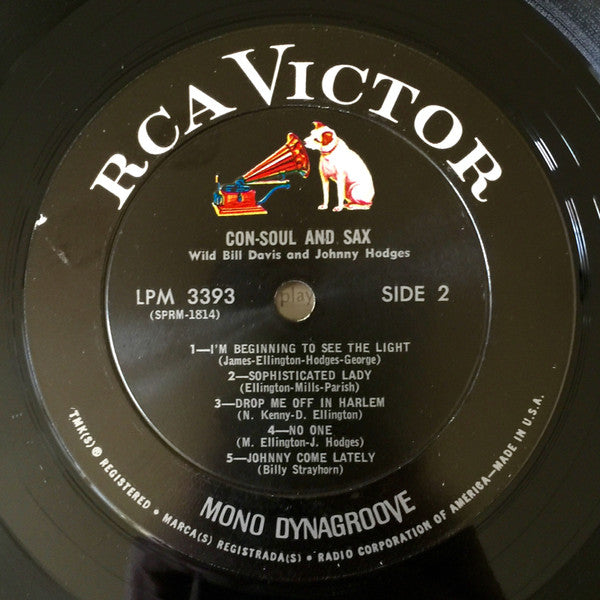 RCA VICTOR
CON-SOUL AND SAX
Wild Bill Davis and Johnny Hodges
LPM 3393
(SPRM-1814)
play
SIDE 2
1—I'M BEGINNING TO SEE THE LIGHT
(James-Ellington-Hodges-George)
2—SOPHISTICATED LADY
(Ellington-Mills-Parish)
3—DROP ME OFF IN HARLEM
(N. Kenny-D. Ellington)
4—NO ONE
(M. Ellington-J. Hodges)
5—JOHNNY COME LATELY
(Billy Strayhorn)
MONO DYNAGROOVE
TMK(S) ® REGISTERED • MARCA(S) REGISTRADA(S) • RADIO CORPORATION OF AMERICA—MADE IN U.S.A.